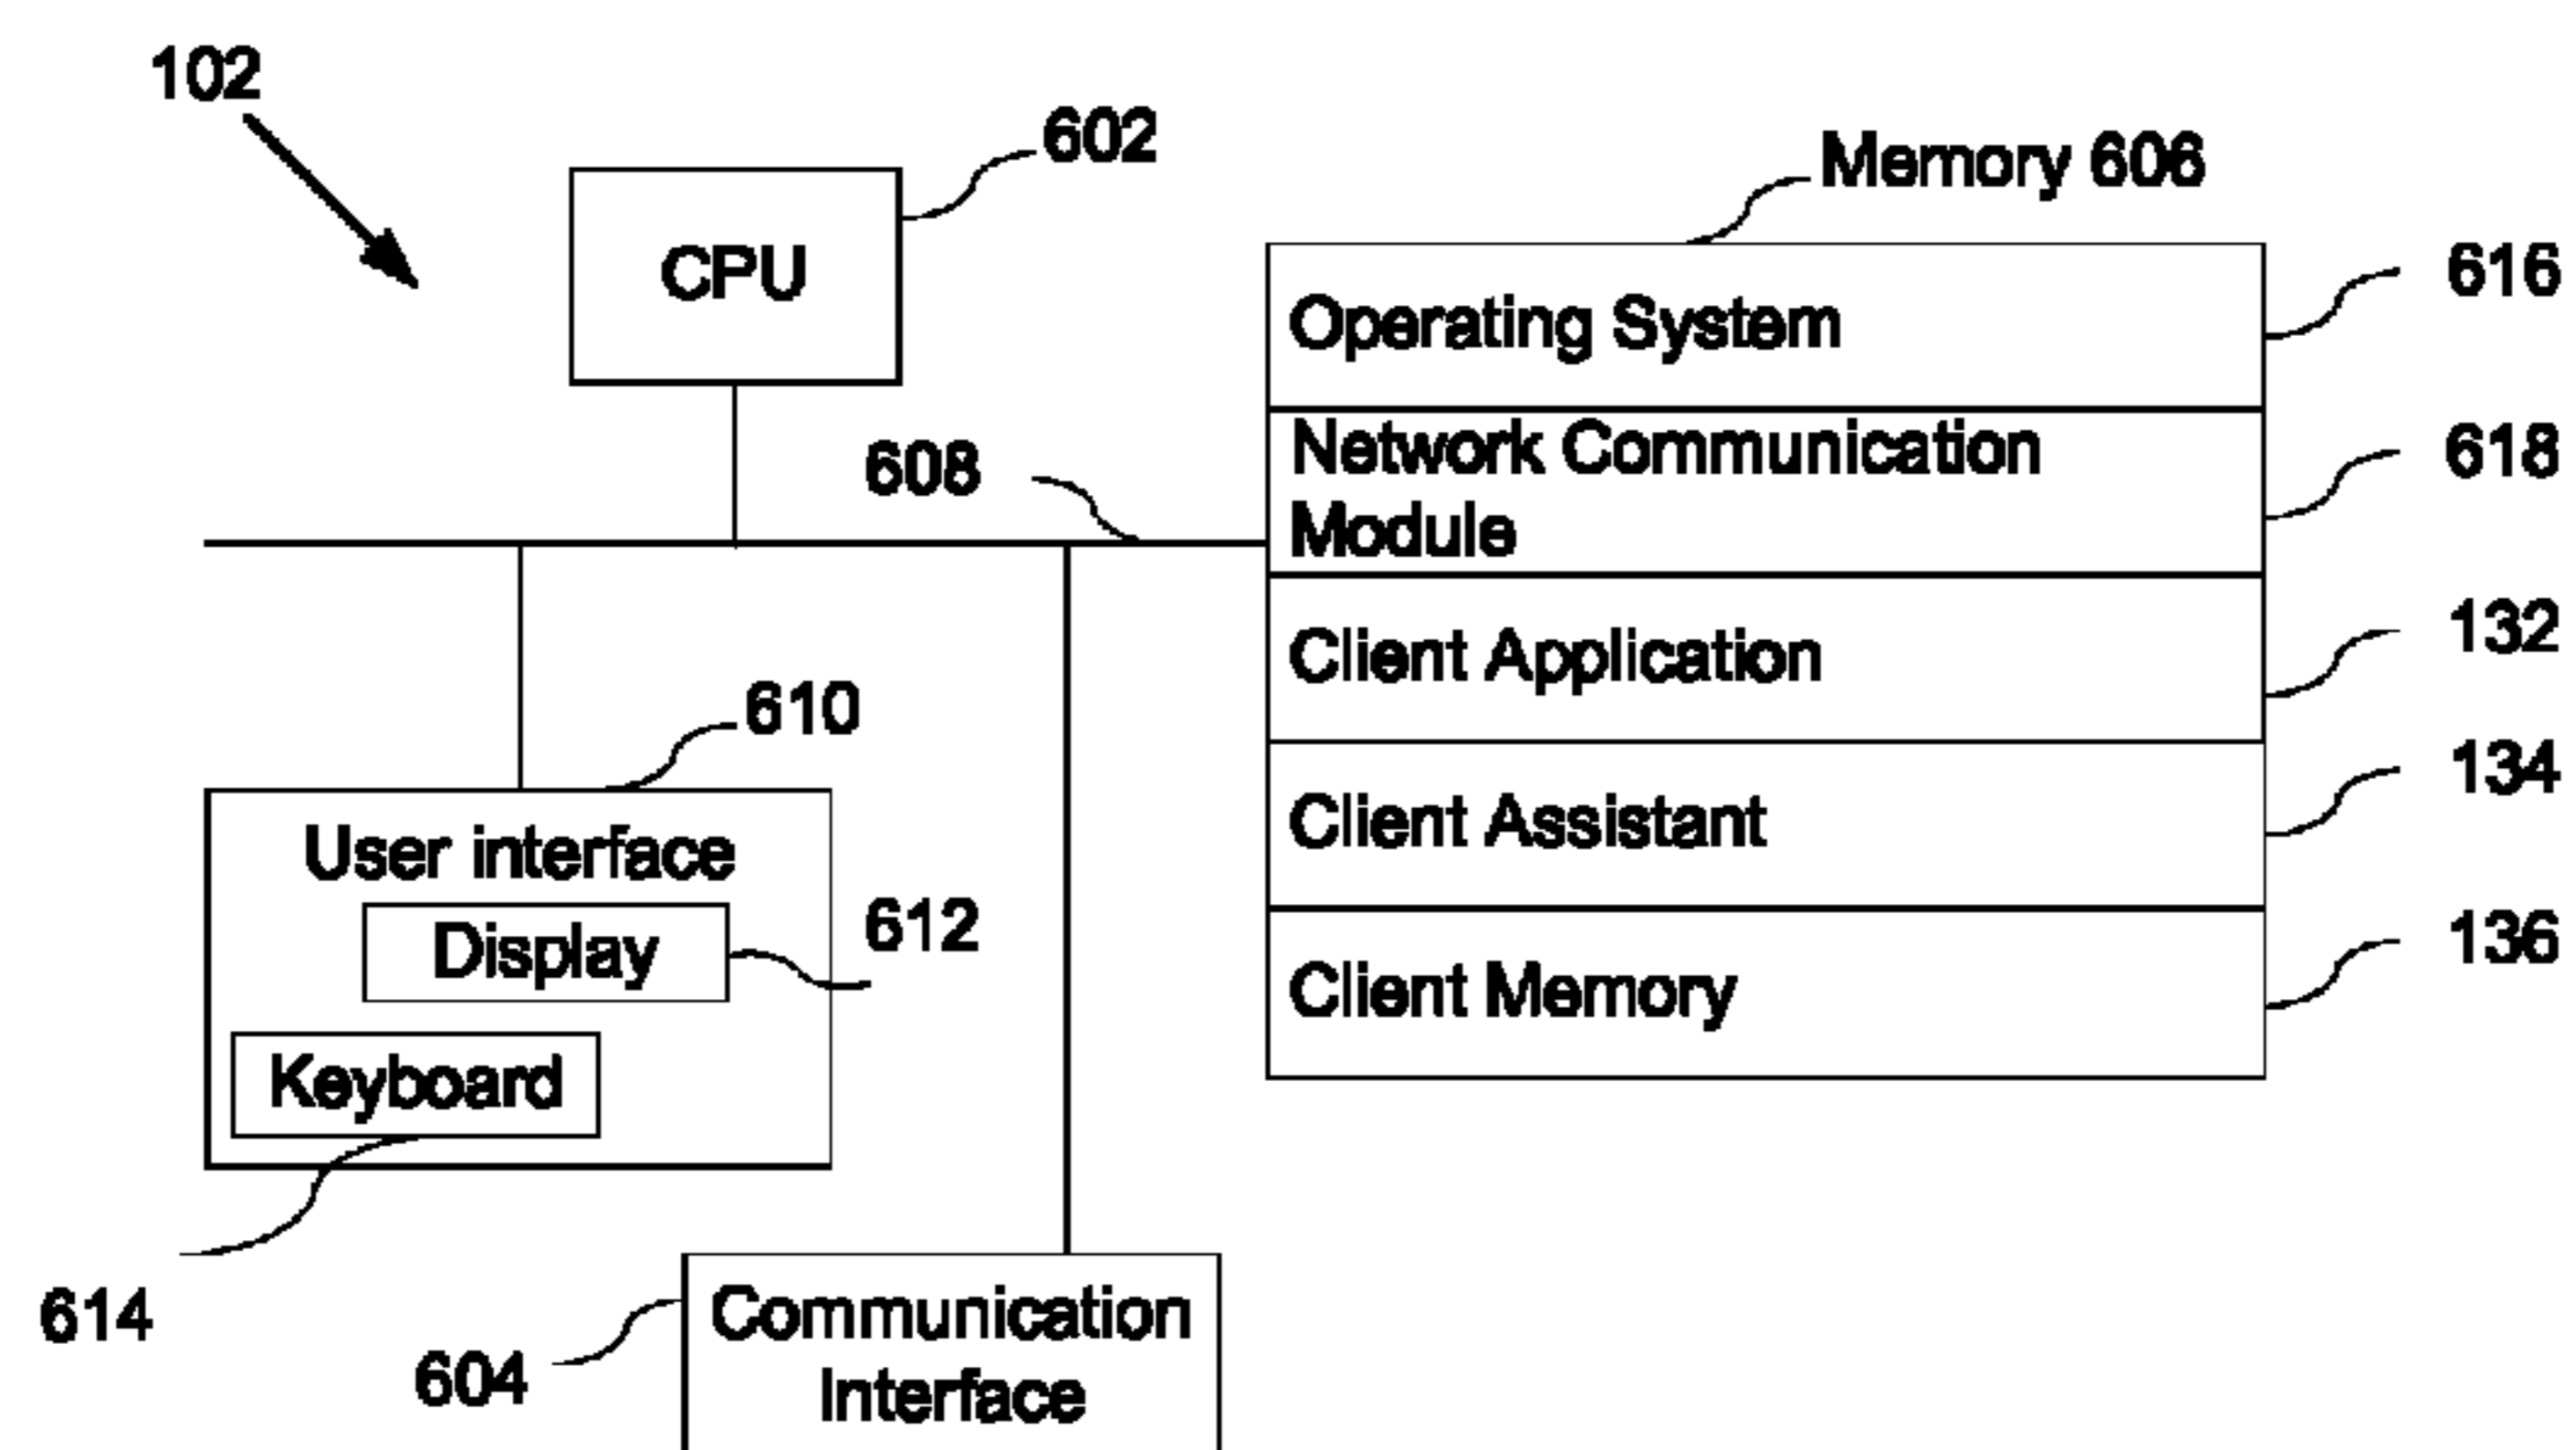 102
602
CPU
Memory 606
Operating System
616
608
Network Communication
Module
618
Client Application
132
610
Client Assistant
134
User interface
Display
612
Client Memory
136
Keyboard
614
604
Communication
Interface